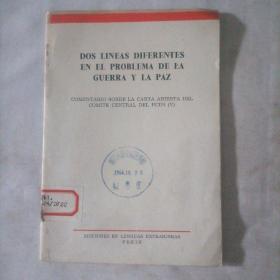 DOS LINEAS DIFERENTES
EN EL PROBLEMA DE LA
GUERRA Y LA PAZ
COMENTARIO SOBRE LA CARTA ABIERTA DEL
COMITE CENTRAL DEL PCUS (V)
EDICIONES EN LENGUAS EXTRANJERAS
PEKIN